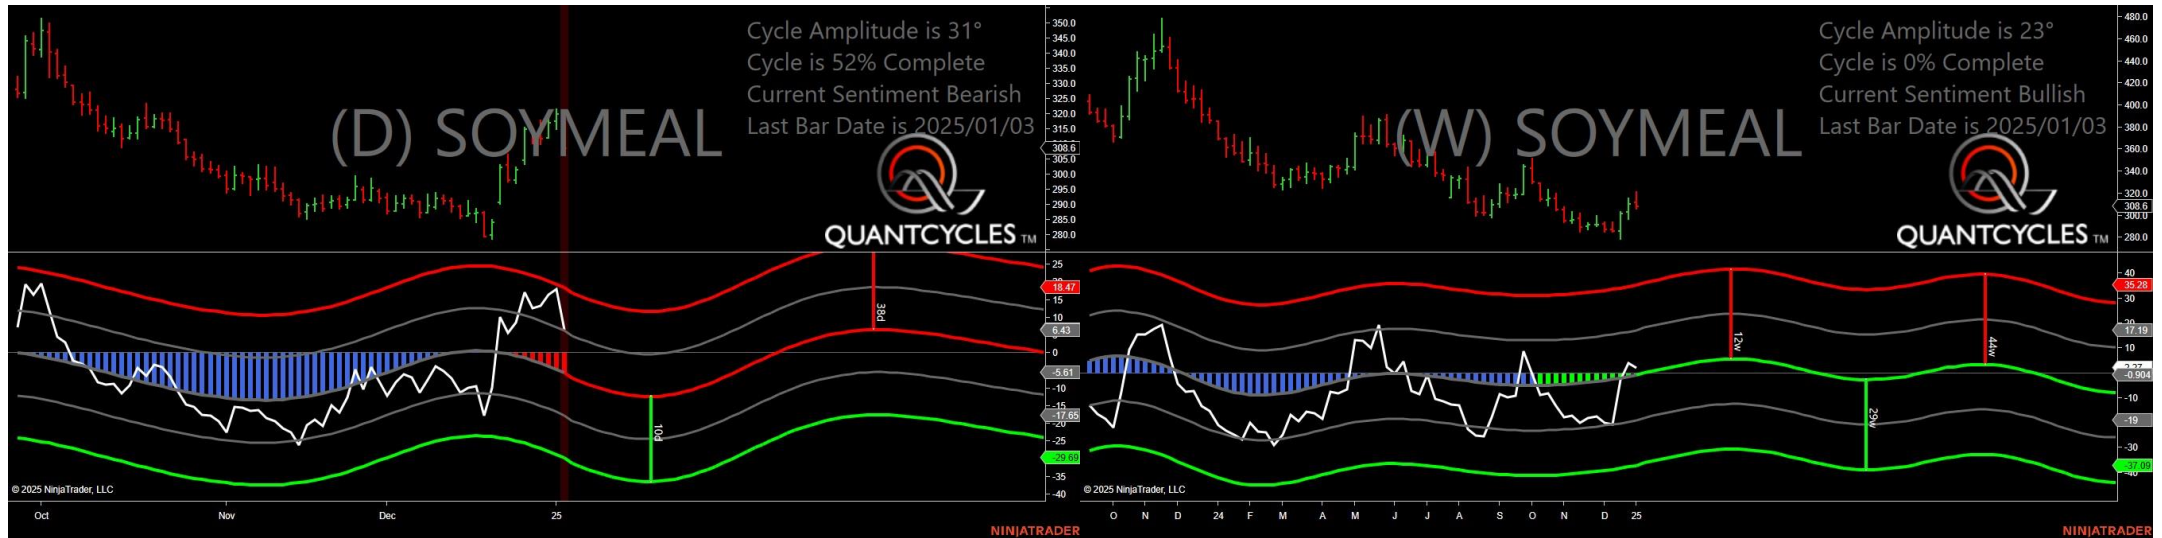 Cycle Amplitude is 31°
Cycle is 52% Complete
Current Sentiment Bearish
Last Bar Date is 2025/01/03
(D) SOYMEAL
QUANTCYCLES TM
350.0
345.0
340.0
335.0
330.0
325.0
320.0
315.0
308.6
305.0
300.0
295.0
290.0
285.0
280.0
25
18.47
15
10
6.43
0
-5.61
-10
-15
-17.65
-20
-25
-29.69
-35
-40
38d
10d
© 2025 NinjaTrader, LLC
Oct
Nov
Dec
25
NINJATRADER
Cycle Amplitude is 23°
Cycle is 0% Complete
Current Sentiment Bullish
Last Bar Date is 2025/01/03
(W) SOYMEAL
QUANTCYCLES TM
480.0
460.0
440.0
420.0
400.0
380.0
360.0
340.0
320.0
308.6
300.0
280.0
40
35.28
30
20
17.19
10
-0.904
-10
-19
-30
-37.09
12w
44w
29w
© 2025 NinjaTrader, LLC
O
N
D
24
F
M
A
M
J
J
A
S
O
N
D
25
NINJATRADER